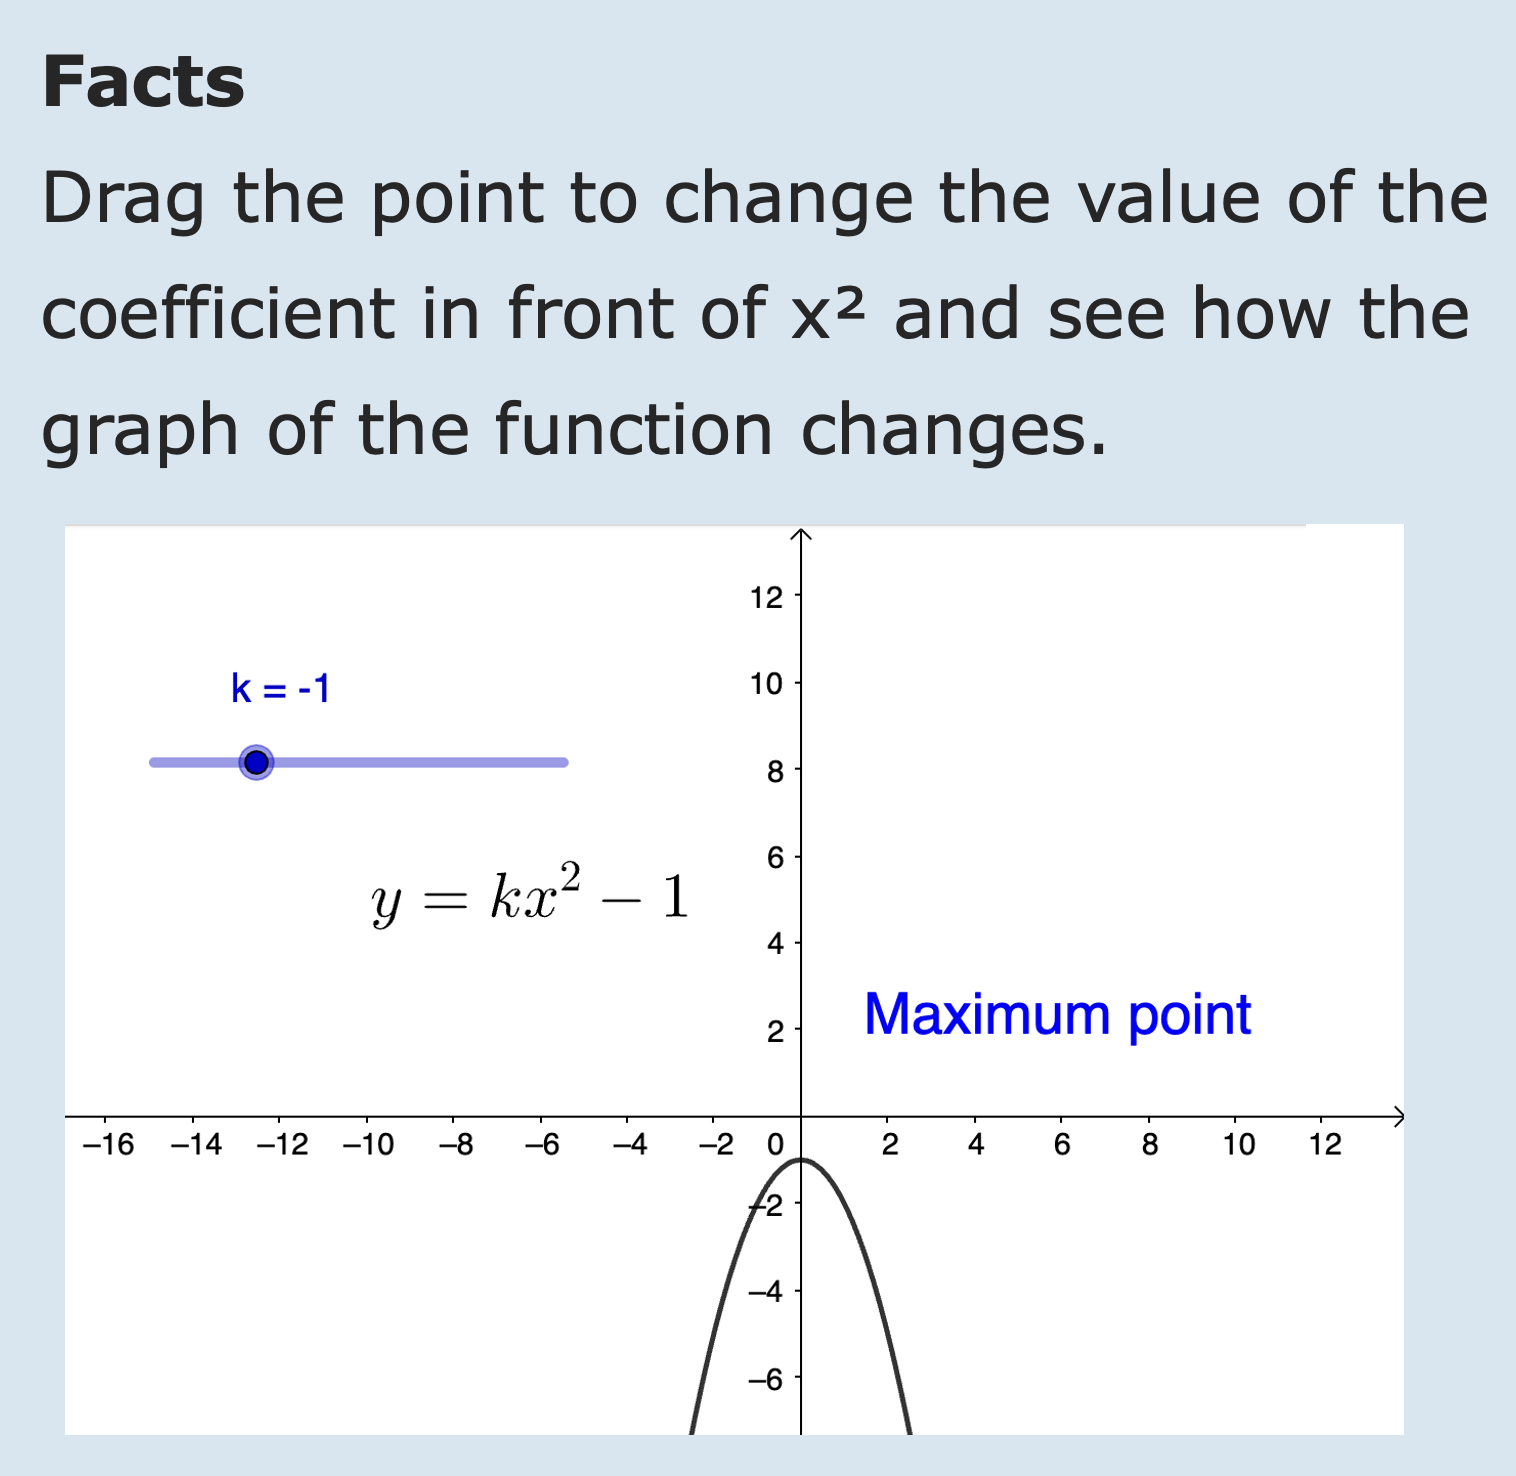 Facts
Drag the point to change the value of the
coefficient in front of x² and see how the
graph of the function changes.
12
k = -1
10
8
6
y = kx² − 1
4
Maximum point
2
−16 −14 −12 −10 −8 −6 −4 −2 0 2 4 6 8 10 12
−2
−4
−6